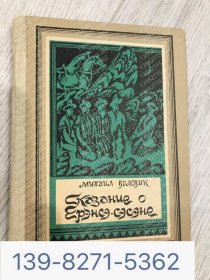 МИХАИЛ ВОЛОВИК
Сказание о
Ерэнсэ-сэсэне
139-8271-5362